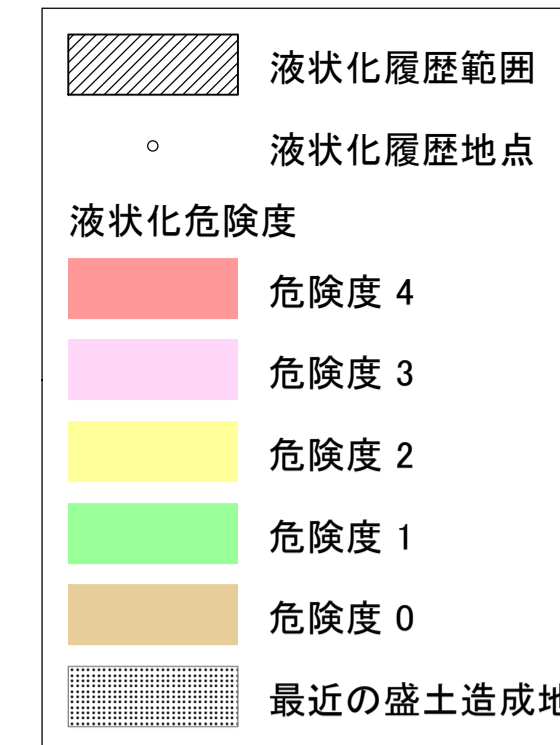 液状化履歴範囲
液状化履歴地点
液状化危険度
危険度 4
危険度 3
危険度 2
危険度 1
危険度 0
最近の盛土造成地